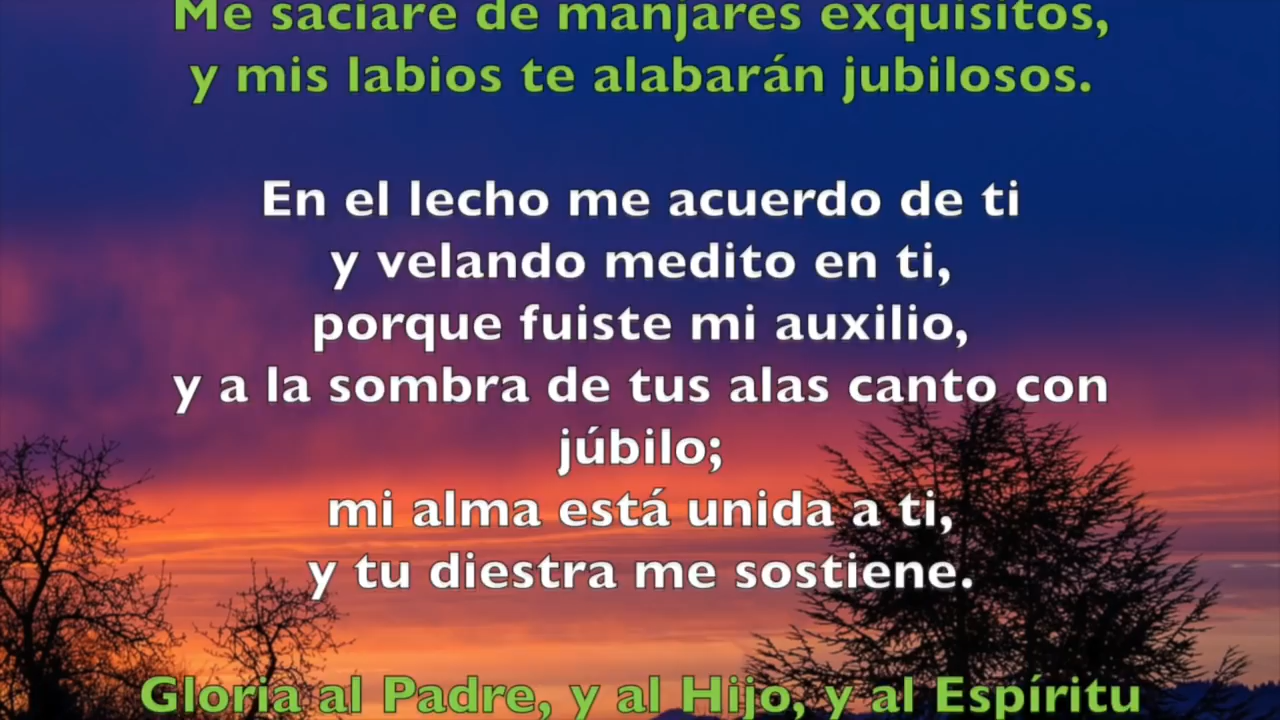 Me saciaré de manjares exquisitos,
y mis labios te alabarán jubilosos.
En el lecho me acuerdo de ti
y velando medito en ti,
porque fuiste mi auxilio,
y a la sombra de tus alas canto con
júbilo;
mi alma está unida a ti,
y tu diestra me sostiene.
Gloria al Padre, y al Hijo, y al Espíritu